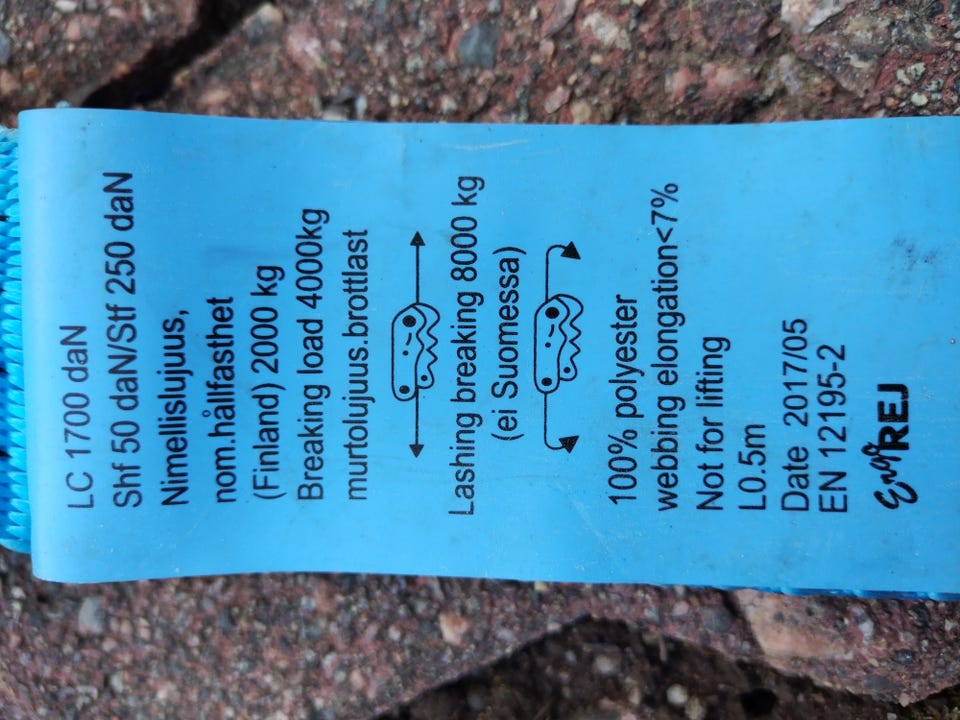 LC 1700 daN
Shf 50 daN/Stf 250 daN
Nimellislujuus,
nom.hållfasthet
(Finland) 2000 kg
Breaking load 4000kg
murtolujuus.brottlast
Lashing breaking 8000 kg
(ei Suomessa)
100% polyester
webbing elongation<7%
Not for lifting
L0.5m
Date 2017/05
EN 12195-2
REJ